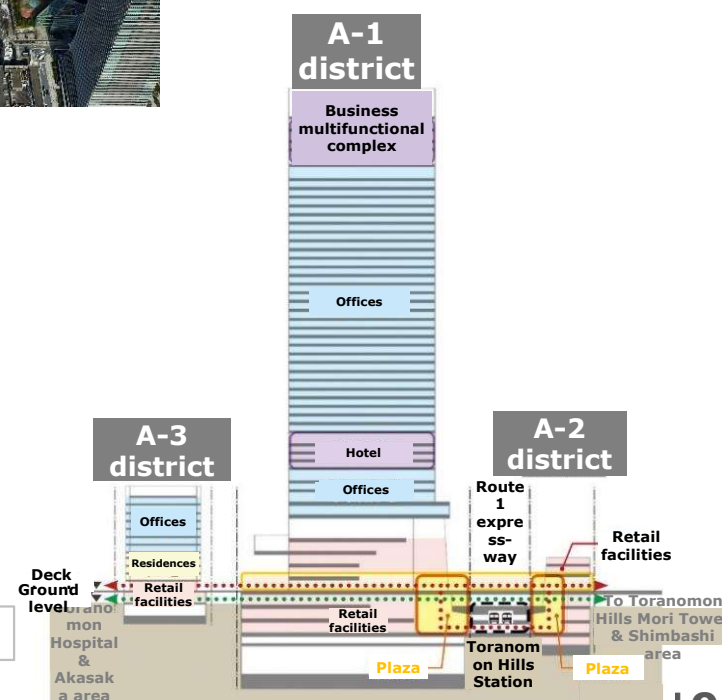 A-1
district
Business
multifunctional
complex
Offices
Hotel
Offices
A-3
district
A-2
district
Route
1
expre
ss-
way
Offices
Residences
Retail
facilities
Retail
facilities
Deck
Ground
level
mon
Hospital
&
Akasak
a area
Retail
facilities
Plaza
Toranom
on Hills
Station
Plaza
To Toranomon
Hills Mori Towe
& Shimbashi
area